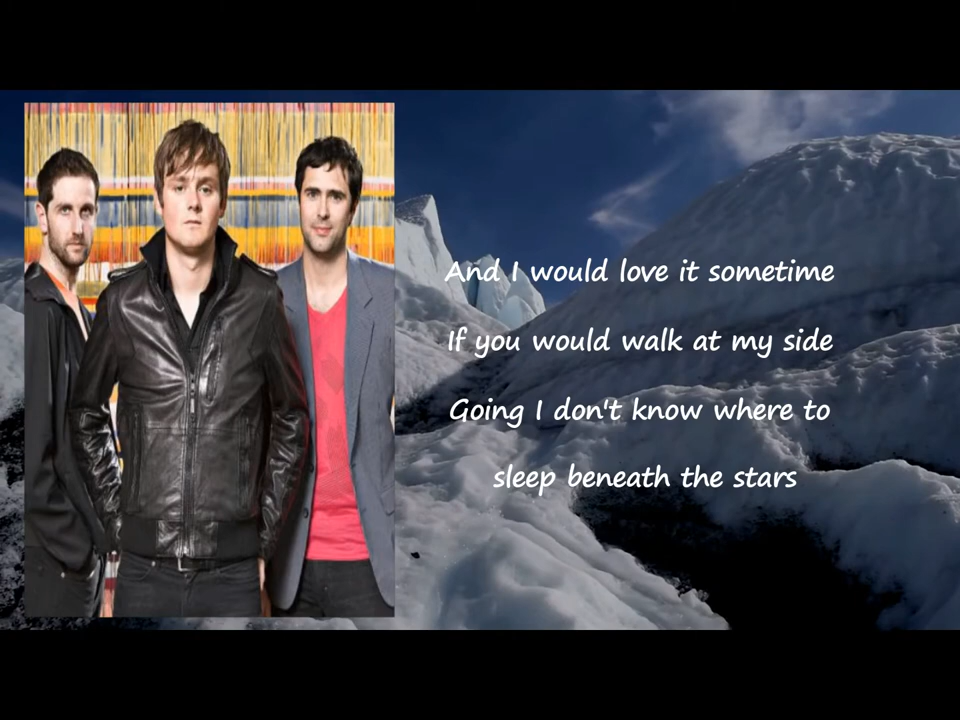 And I would love it sometime
If you would walk at my side
Going I don't know where to
sleep beneath the stars